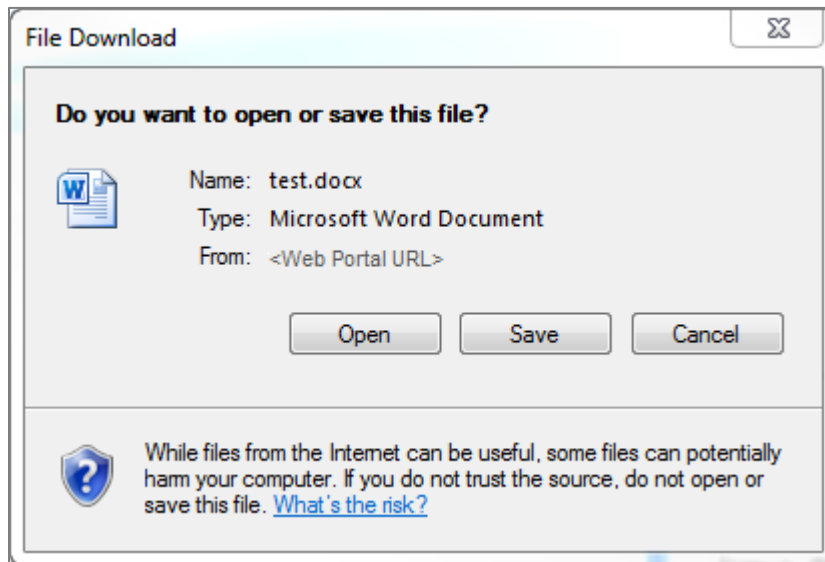 File Download
Do you want to open or save this file?
W
Name: test.docx
Type: Microsoft Word Document
From: <Web Portal URL>
Open Save Cancel
While files from the Internet can be useful, some files can potentially
harm your computer. If you do not trust the source, do not open or
save this file. What's the risk?